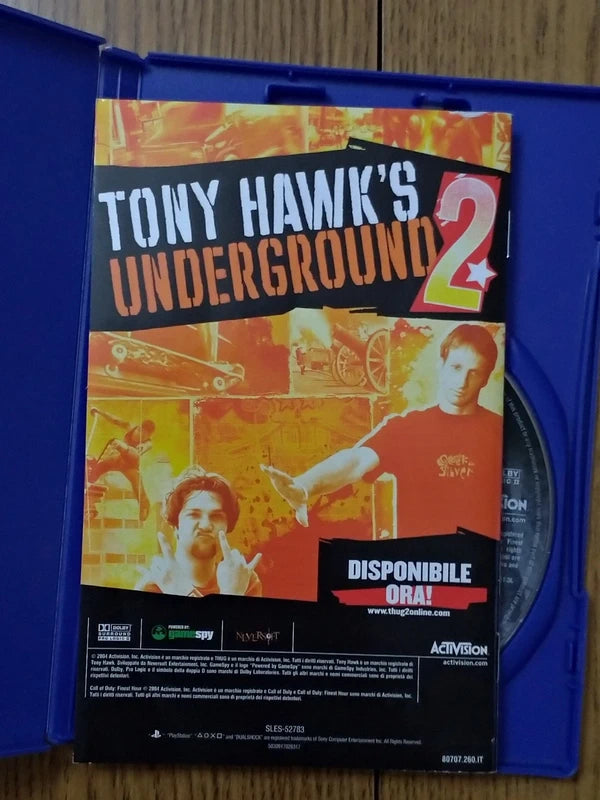 TONY HAWK'S
UNDERGROUND 2
DISPONIBILE
ORA!
www.thug2online.com
DOLBY
SURROUND
PRO LOGIC II
POWERED BY:
gamespy
NEVERSOFT
ACTIVISION
activision.com
© 2004 Activision. Activision è un marchio registrato e THUG è un marchio di Activision, Inc. Tutti i diritti riservati. Tony Hawk è un marchio registrato di
Tony Hawk. Sviluppato da Neversoft Entertainment, Inc. GameSpy e il logo "Powered by GameSpy" sono marchi di GameSpy Industries, Inc. Tutti i diritti
riservati. Dolby, Pro Logic e il simbolo della doppia D sono marchi di Dolby Laboratories. Tutti gli altri marchi e nomi commerciali sono di proprietà dei
rispettivi detentori.
Call of Duty: Finest Hour © 2004 Activision, Inc. Activision è un marchio registrato e Call of Duty e Call of Duty: Finest Hour sono marchi di Activision, Inc.
Tutti i diritti riservati. Tutti gli altri marchi e nomi commerciali sono di proprietà dei rispettivi detentori.
SLES-52783
"PlayStation" and "DUALSHOCK" are registered trademarks of Sony Computer Entertainment Inc. All Rights Reserved.
80707.260.IT